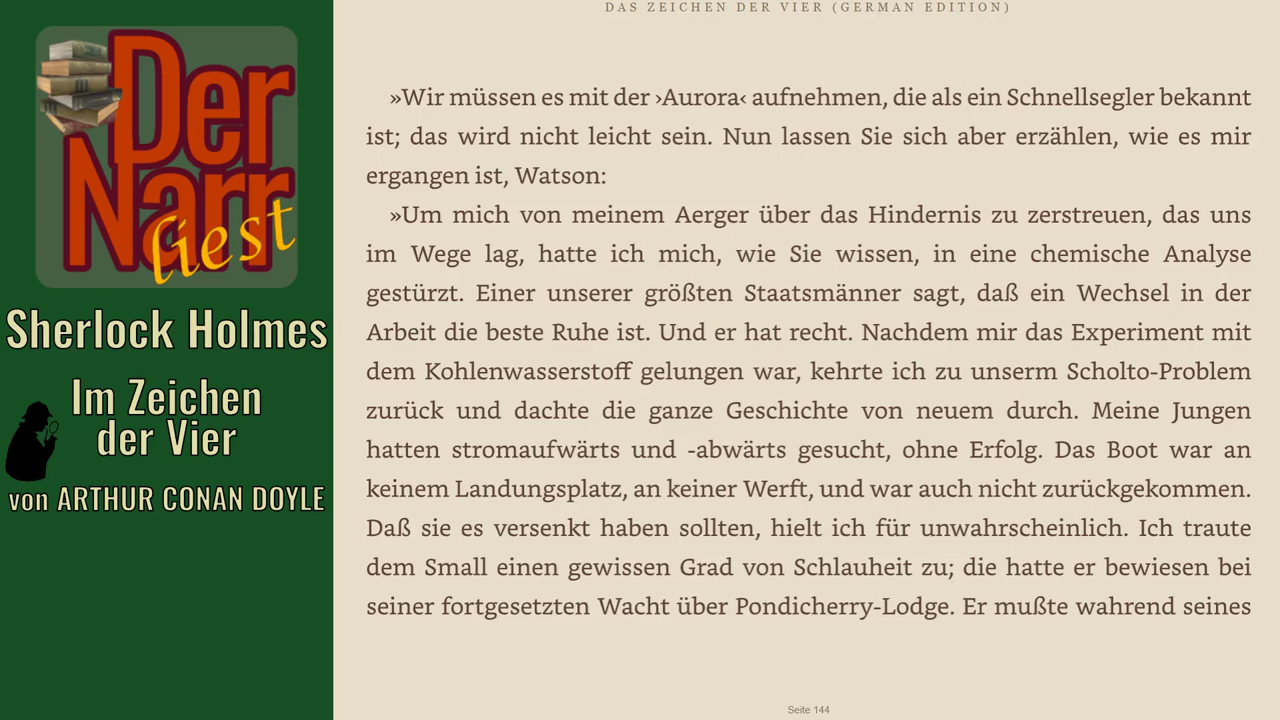 Der
Narr
liest
Sherlock Holmes
Im Zeichen
der Vier
von ARTHUR CONAN DOYLE
DAS ZEICHEN DER VIER (GERMAN EDITION)
»Wir müssen es mit der ›Aurora‹ aufnehmen, die als ein Schnellsegler bekannt
ist; das wird nicht leicht sein. Nun lassen Sie sich aber erzählen, wie es mir
ergangen ist, Watson:
»Um mich von meinem Aerger über das Hindernis zu zerstreuen, das uns
im Wege lag, hatte ich mich, wie Sie wissen, in eine chemische Analyse
gestürzt. Einer unserer größten Staatsmänner sagt, daß ein Wechsel in der
Arbeit die beste Ruhe ist. Und er hat recht. Nachdem mir das Experiment mit
dem Kohlenwasserstoff gelungen war, kehrte ich zu unserm Scholto-Problem
zurück und dachte die ganze Geschichte von neuem durch. Meine Jungen
hatten stromaufwärts und -abwärts gesucht, ohne Erfolg. Das Boot war an
keinem Landungsplatz, an keiner Werft, und war auch nicht zurückgekommen.
Daß sie es versenkt haben sollten, hielt ich für unwahrscheinlich. Ich traute
dem Small einen gewissen Grad von Schlauheit zu; die hatte er bewiesen bei
seiner fortgesetzten Wacht über Pondicherry-Lodge. Er mußte wahrend seines
Seite 144